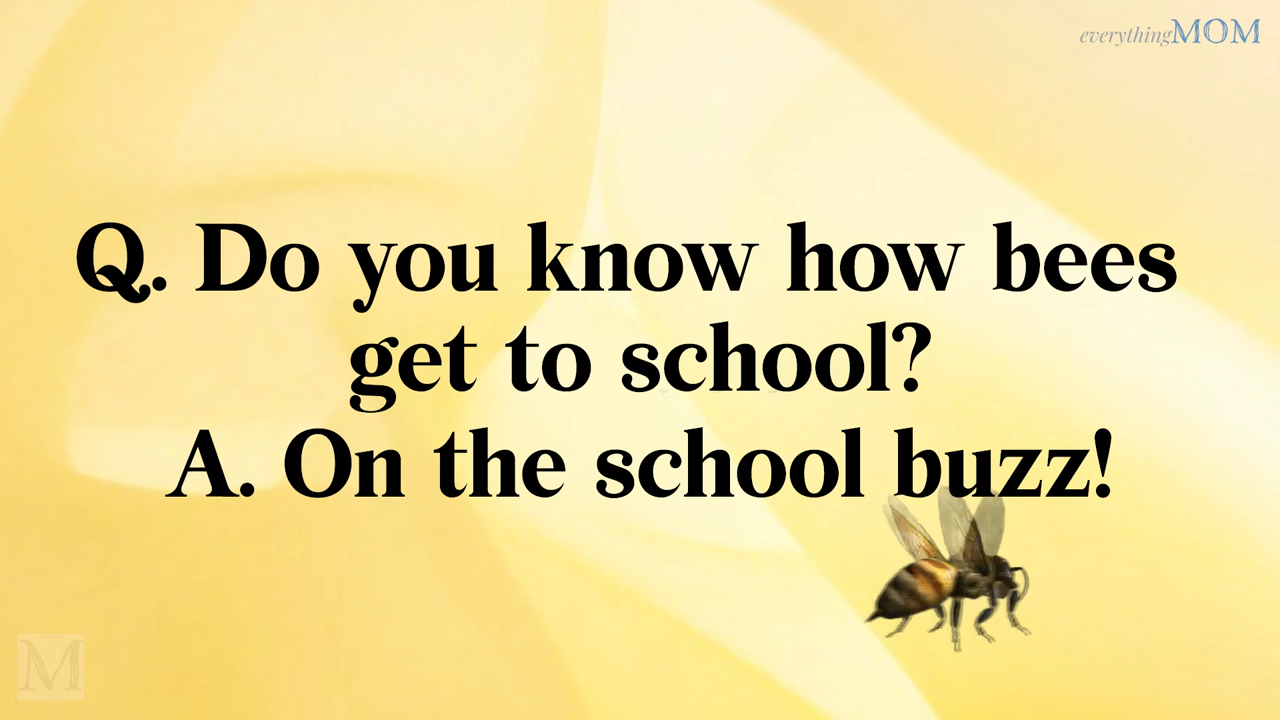 everythingMOM
Q. Do you know how bees
get to school?
A. On the school buzz!
M